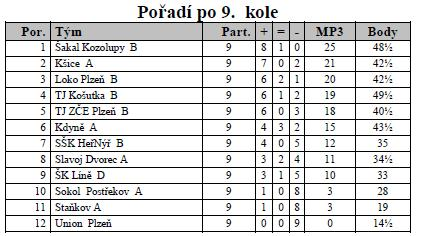 Pořadí po 9. kole
Por. Tým Part. + = - MP3 Body
1 Šakal Kozolupy B 9 8 1 0 25 48½
2 Kšice A 9 7 0 2 21 42½
3 Loko Plzeň B 9 6 2 1 20 42½
4 TJ Košutka B 9 6 1 2 19 49½
5 TJ ZČE Plzeň B 9 6 0 3 18 40½
6 Kdyně A 9 4 3 2 15 43½
7 SŠK HeřNýř B 9 4 0 5 12 35
8 Slavoj Dvorec A 9 3 2 4 11 34½
9 ŠK Líně D 9 3 1 5 10 33
10 Sokol Postřekov A 9 1 0 8 3 28
11 Staňkov A 9 1 0 8 3 19
12 Union Plzeň 9 0 0 9 0 14½